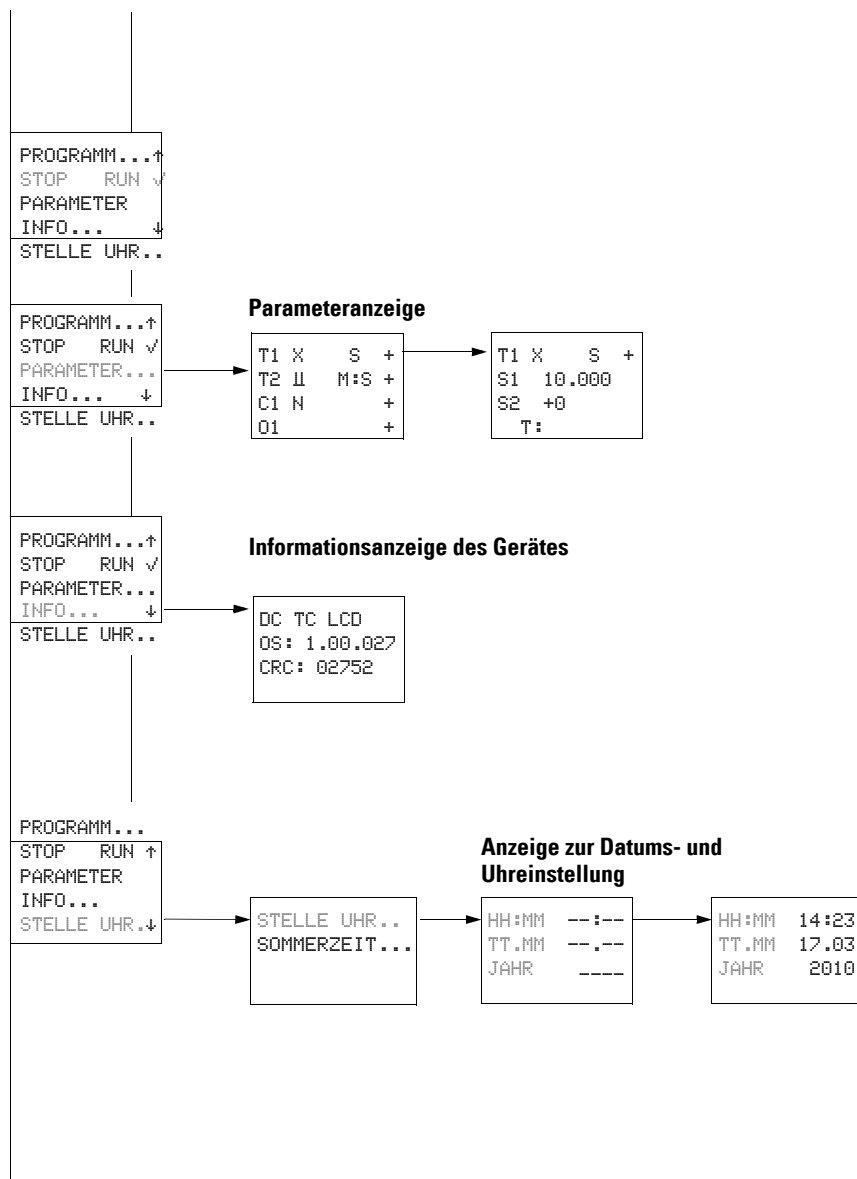 PROGRAMM...↑
STOP RUN √
PARAMETER
INFO... ↓
STELLE UHR..
Parameteranzeige
PROGRAMM...↑
STOP RUN √
PARAMETER...
INFO... ↓
STELLE UHR..
T1 X S +
T2 Ш M:S +
C1 N +
O1 +
T1 X S +
S1 10.000
S2 +0
T:
Informationsanzeige des Gerätes
PROGRAMM...↑
STOP RUN √
PARAMETER...
INFO... ↓
STELLE UHR..
DC TC LCD
OS: 1.00.027
CRC: 02752
PROGRAMM...
STOP RUN ↑
PARAMETER
INFO...
STELLE UHR.↓
STELLE UHR..
SOMMERZEIT...
Anzeige zur Datums- und
Uhreinstellung
HH:MM --:--
TT.MM --.--
JAHR ____
HH:MM 14:23
TT.MM 17.03
JAHR 2010